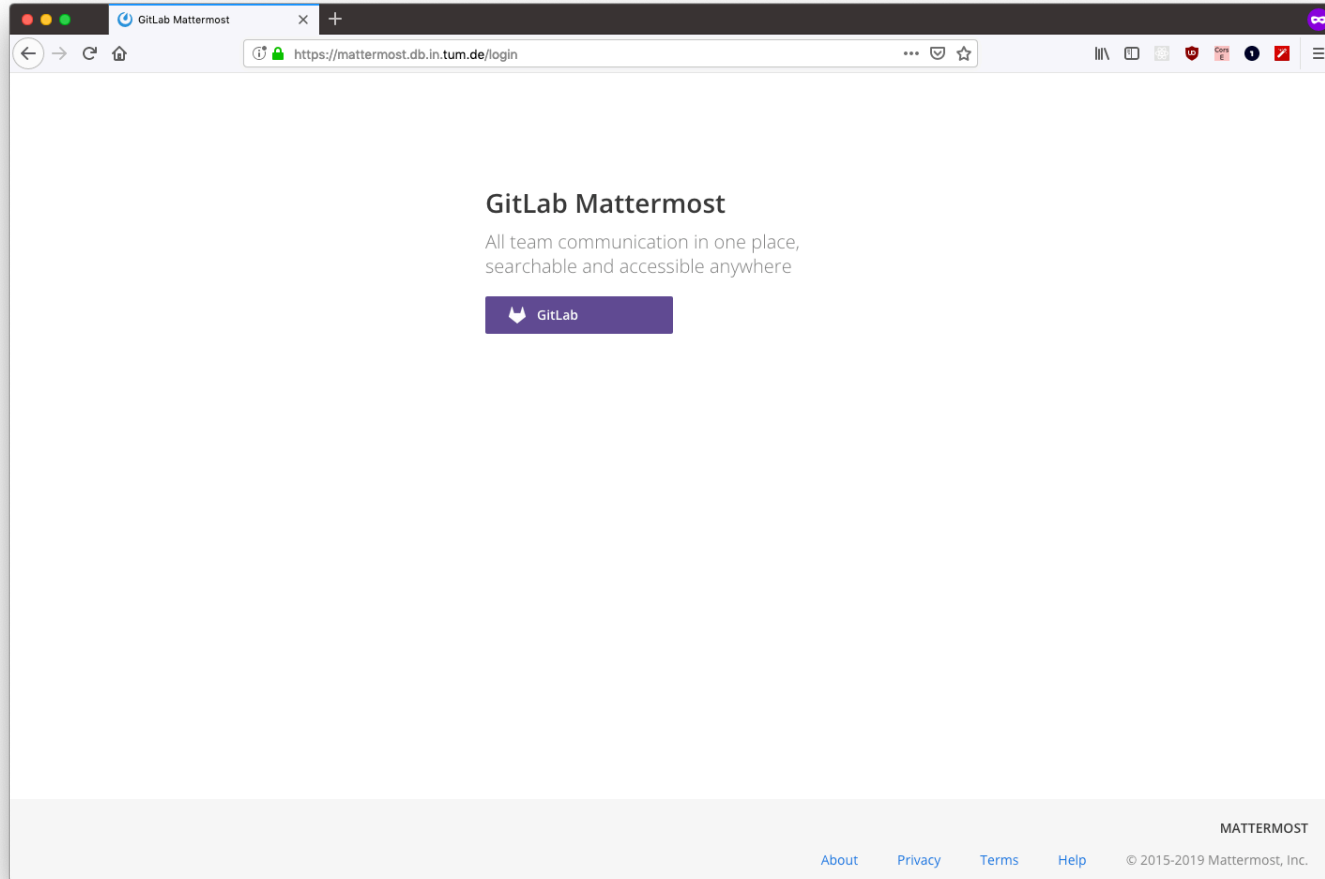 GitLab Mattermost
https://mattermost.db.in.tum.de/login
GitLab Mattermost
All team communication in one place,
searchable and accessible anywhere
GitLab
MATTERMOST
About Privacy Terms Help © 2015-2019 Mattermost, Inc.